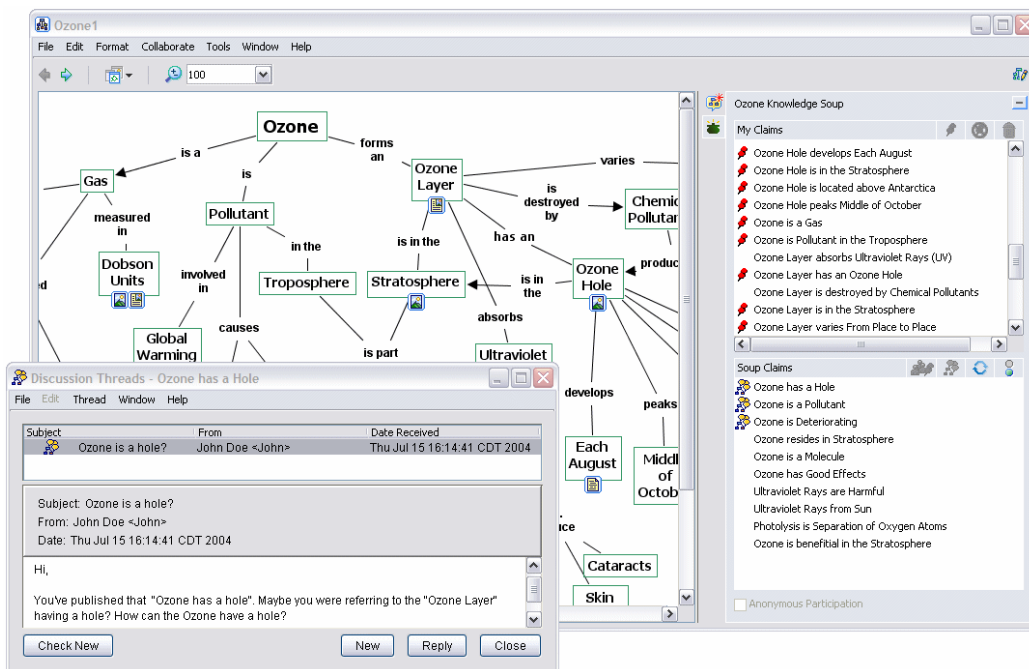 Ozone1
File Edit Format Collaborate Tools Window Help
100
Ozone
is a
forms
an
is
Gas
Ozone
Layer
varies
is
destroyed
by
Chemic
Pollutan
measured
in
Pollutant
has an
in the
is in the
produc
Dobson
Units
involved
in
Troposphere
Stratosphere
is in
the
Ozone
Hole
ed
causes
absorbs
Global
Warming
is part
Ultraviolet
develops
peaks
Each
August
Middl
of
Octob
ice
Cataracts
Skin
Ozone Knowledge Soup
My Claims
Ozone Hole develops Each August
Ozone Hole is in the Stratosphere
Ozone Hole is located above Antarctica
Ozone Hole peaks Middle of October
Ozone is a Gas
Ozone is Pollutant in the Troposphere
Ozone Layer absorbs Ultraviolet Rays (UV)
Ozone Layer has an Ozone Hole
Ozone Layer is destroyed by Chemical Pollutants
Ozone Layer is in the Stratosphere
Ozone Layer varies From Place to Place
Soup Claims
Ozone has a Hole
Ozone is a Pollutant
Ozone is Deteriorating
Ozone resides in Stratosphere
Ozone is a Molecule
Ozone has Good Effects
Ultraviolet Rays are Harmful
Ultraviolet Rays from Sun
Photolysis is Separation of Oxygen Atoms
Ozone is benefitial in the Stratosphere
Anonymous Participation
Discussion Threads - Ozone has a Hole
File Edit Thread Window Help
Subject From Date Received
Ozone is a hole? John Doe <John> Thu Jul 15 16:14:41 CDT 2004
Subject: Ozone is a hole?
From: John Doe <John>
Date: Thu Jul 15 16:14:41 CDT 2004
Hi,
You've published that "Ozone has a hole". Maybe you were referring to the "Ozone Layer"
having a hole? How can the Ozone have a hole?
Check New New Reply Close